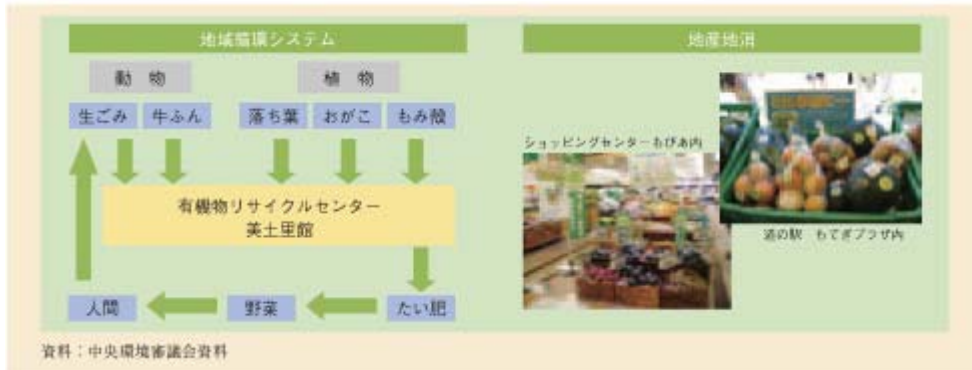 地域循環システム
動 物
植 物
生ごみ
牛ふん
落ち葉
おがこ
もみ殻
有機物リサイクルセンター
美土里館
人間
野菜
たい肥
地産地消
ショッピングセンターもぴあ内
道の駅 もてぎプラザ内
資料：中央環境審議会資料